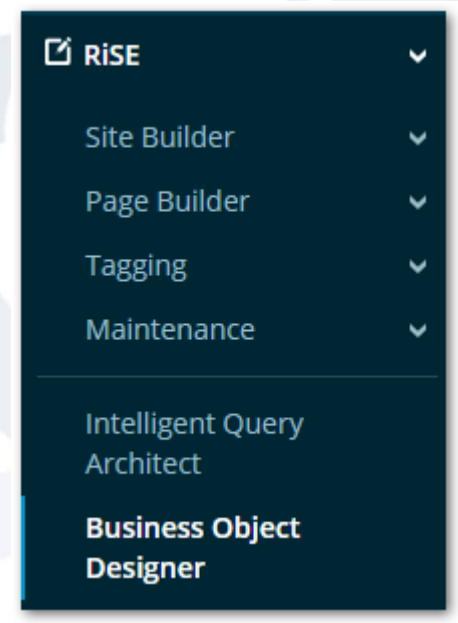 RiSE
Site Builder
Page Builder
Tagging
Maintenance
Intelligent Query
Architect
Business Object
Designer